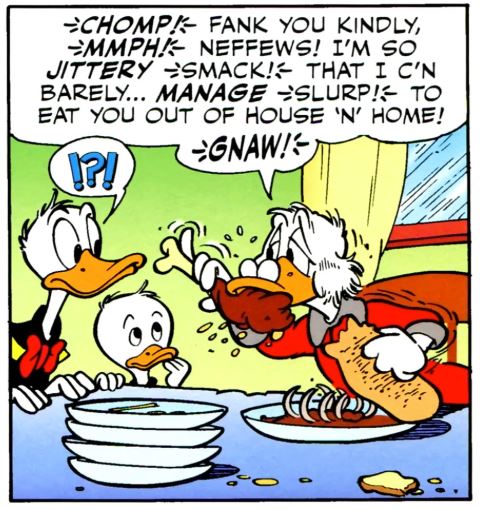 CHOMP! FANK YOU KINDLY,
MMPH! NEFFEWS! I'M SO
JITTERY SMACK! THAT I C'N
BARELY... MANAGE SLURP! TO
EAT YOU OUT OF HOUSE 'N' HOME!
GNAW!
!?!